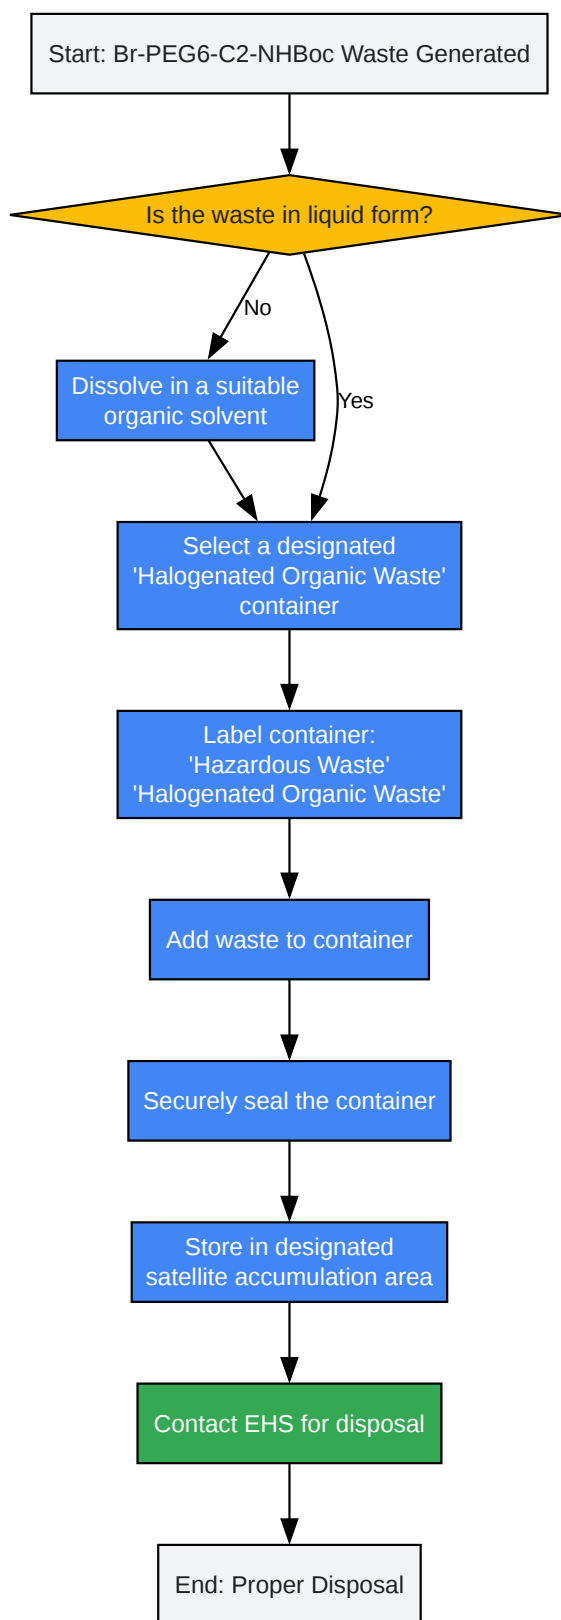 Start: Br-PEG6-C2-NHBoc Waste Generated
Is the waste in liquid form?
No
Dissolve in a suitable
organic solvent
Yes
Select a designated
'Halogenated Organic Waste'
container
Label container:
'Hazardous Waste'
'Halogenated Organic Waste'
Add waste to container
Securely seal the container
Store in designated
satellite accumulation area
Contact EHS for disposal
End: Proper Disposal